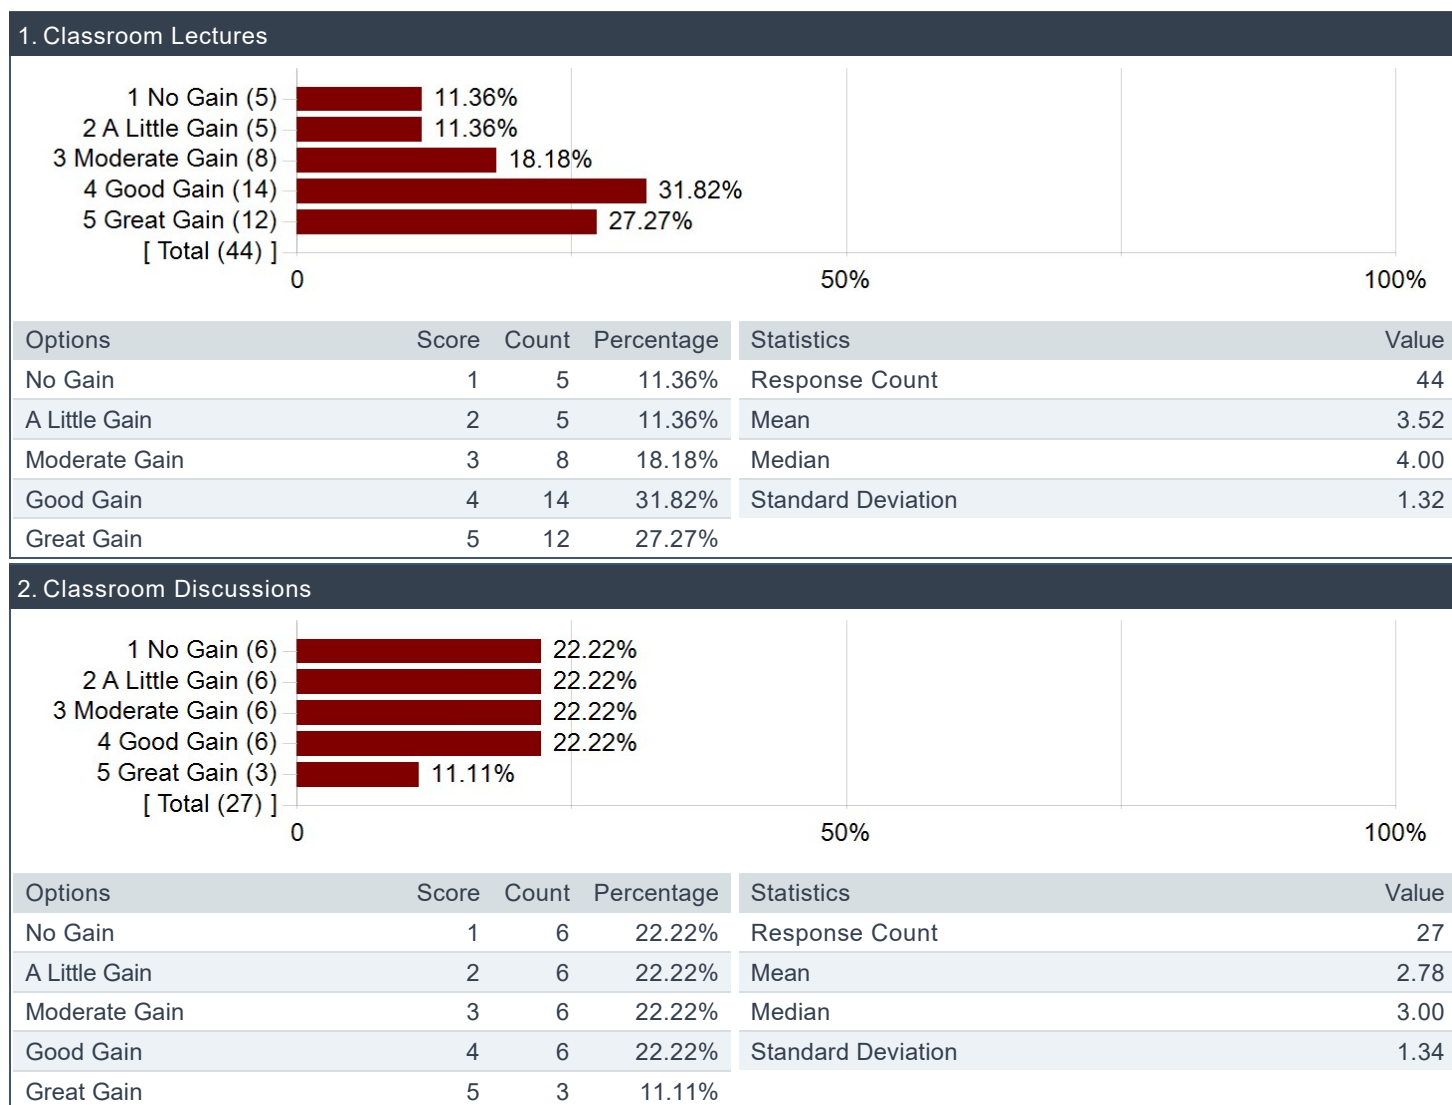 1. Classroom Lectures
1 No Gain (5) 11.36%
2 A Little Gain (5) 11.36%
3 Moderate Gain (8) 18.18%
4 Good Gain (14) 31.82%
5 Great Gain (12) 27.27%
[ Total (44) ]
0 50% 100%
Options Score Count Percentage Statistics Value
No Gain 1 5 11.36% Response Count 44
A Little Gain 2 5 11.36% Mean 3.52
Moderate Gain 3 8 18.18% Median 4.00
Good Gain 4 14 31.82% Standard Deviation 1.32
Great Gain 5 12 27.27%
2. Classroom Discussions
1 No Gain (6) 22.22%
2 A Little Gain (6) 22.22%
3 Moderate Gain (6) 22.22%
4 Good Gain (6) 22.22%
5 Great Gain (3) 11.11%
[ Total (27) ]
0 50% 100%
Options Score Count Percentage Statistics Value
No Gain 1 6 22.22% Response Count 27
A Little Gain 2 6 22.22% Mean 2.78
Moderate Gain 3 6 22.22% Median 3.00
Good Gain 4 6 22.22% Standard Deviation 1.34
Great Gain 5 3 11.11%